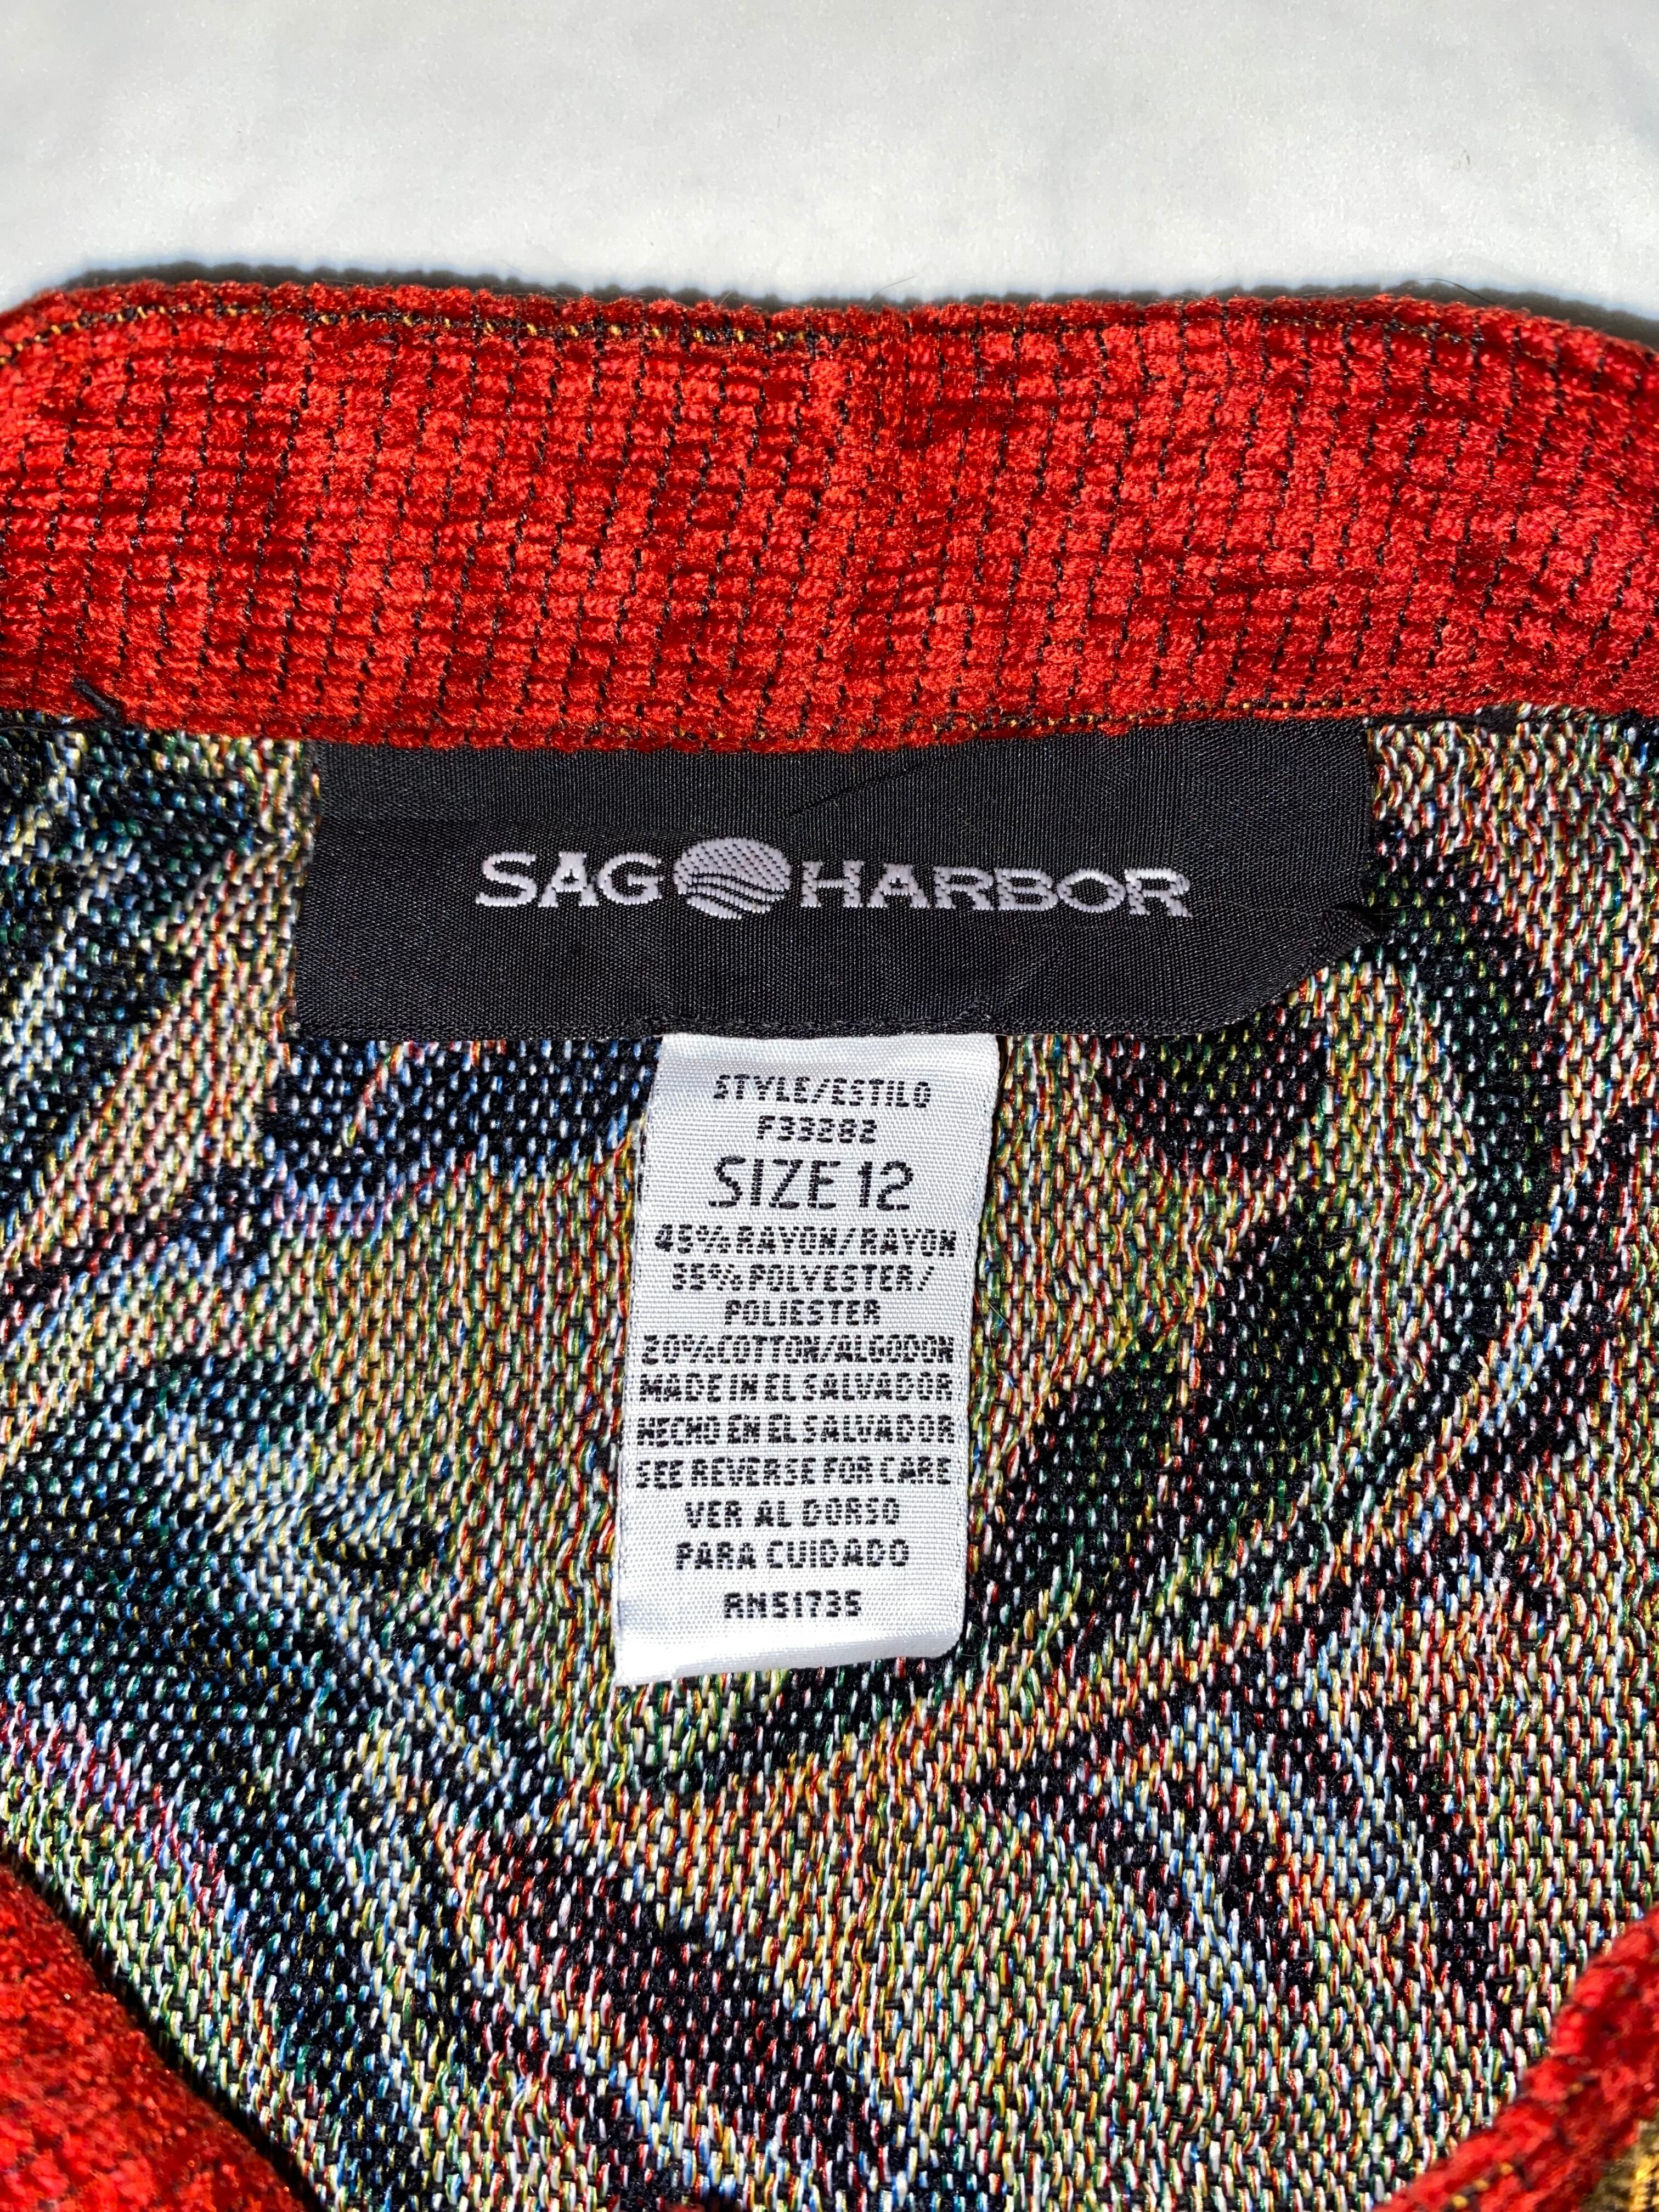 SAG HARBOR
STYLE/ESTILO
F33282
SIZE 12
45% RAYON/RAYON
35% POLYESTER/
POLIESTER
20% COTTON/ALGODON
MADE IN EL SALVADOR
HECHO EN EL SALVADOR
SEE REVERSE FOR CARE
VER AL DORSO
PARA CUIDADO
RN51735